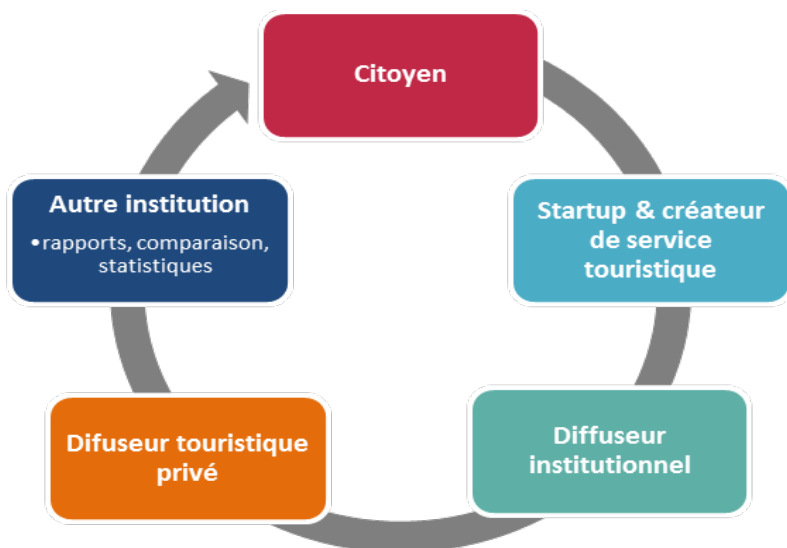 Citoyen
Startup & créateur
de service
touristique
Diffuseur
institutionnel
Difuseur touristique
privé
Autre institution
•rapports, comparaison,
statistiques